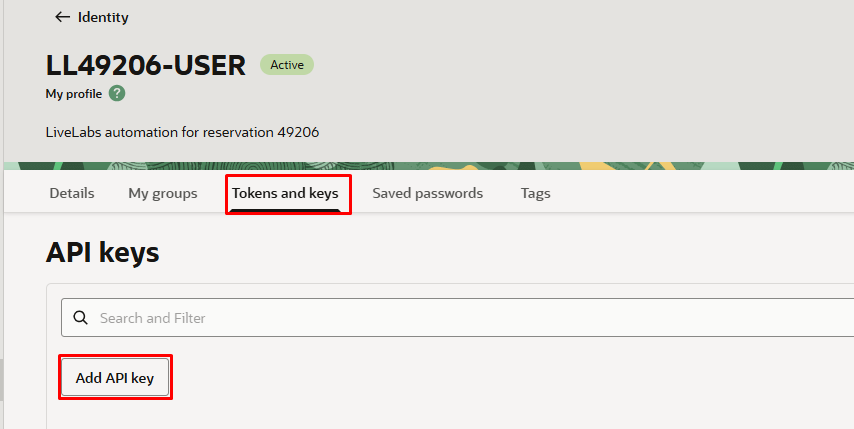 Identity
LL49206-USER Active
My profile ?
LiveLabs automation for reservation 49206
Details My groups Tokens and keys Saved passwords Tags
API keys
Search and Filter
Add API key